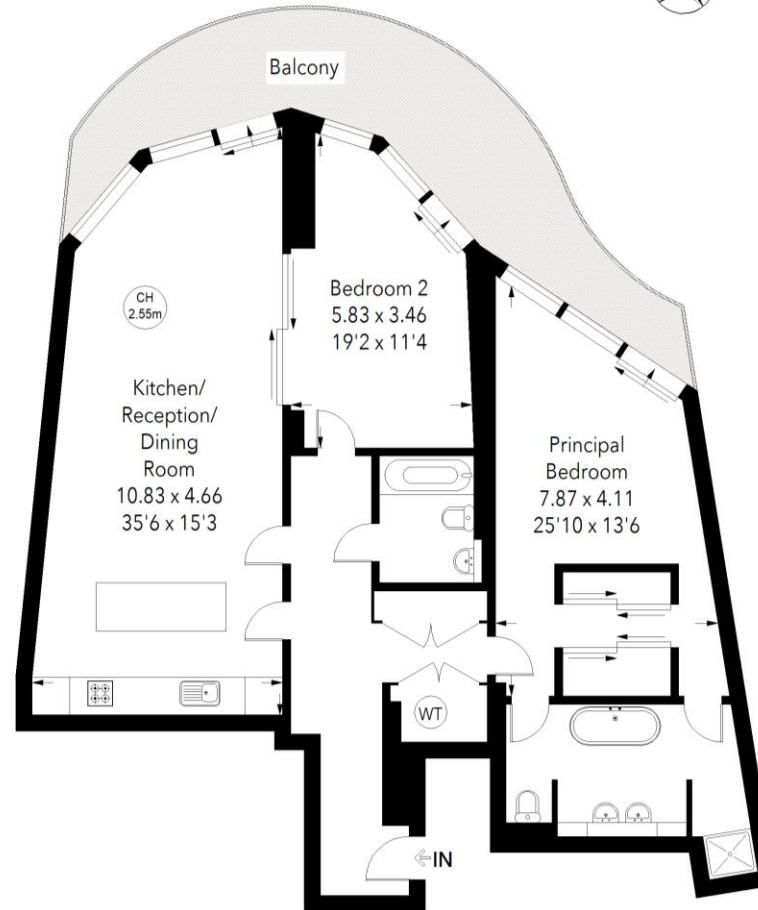 Balcony
CH
2.55m
Bedroom 2
5.83 x 3.46
19'2 x 11'4
Kitchen/
Reception/
Dining
Room
10.83 x 4.66
35'6 x 15'3
Principal
Bedroom
7.87 x 4.11
25'10 x 13'6
WT
IN